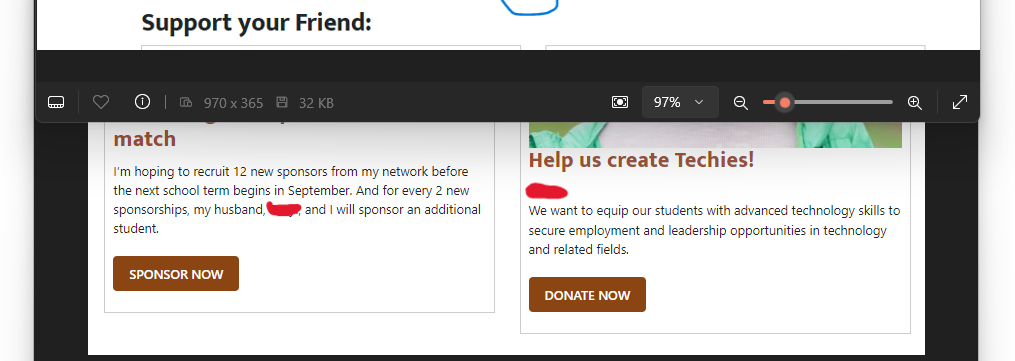 Support your Friend:
970 x 365 32 KB 97%
match
I'm hoping to recruit 12 new sponsors from my network before
the next school term begins in September. And for every 2 new
sponsorships, my husband, , and I will sponsor an additional
student.
SPONSOR NOW
Help us create Techies!
We want to equip our students with advanced technology skills to
secure employment and leadership opportunities in technology
and related fields.
DONATE NOW